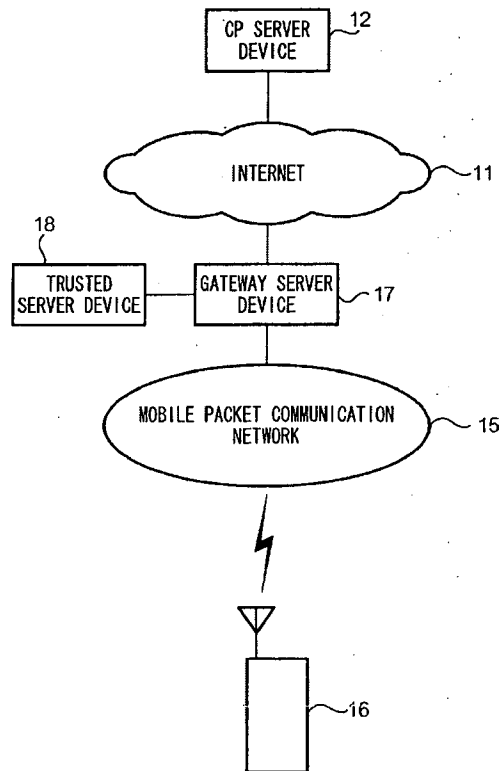 12
CP SERVER
DEVICE
INTERNET
11
18
TRUSTED
SERVER DEVICE
GATEWAY SERVER
DEVICE
17
MOBILE PACKET COMMUNICATION
NETWORK
15
16